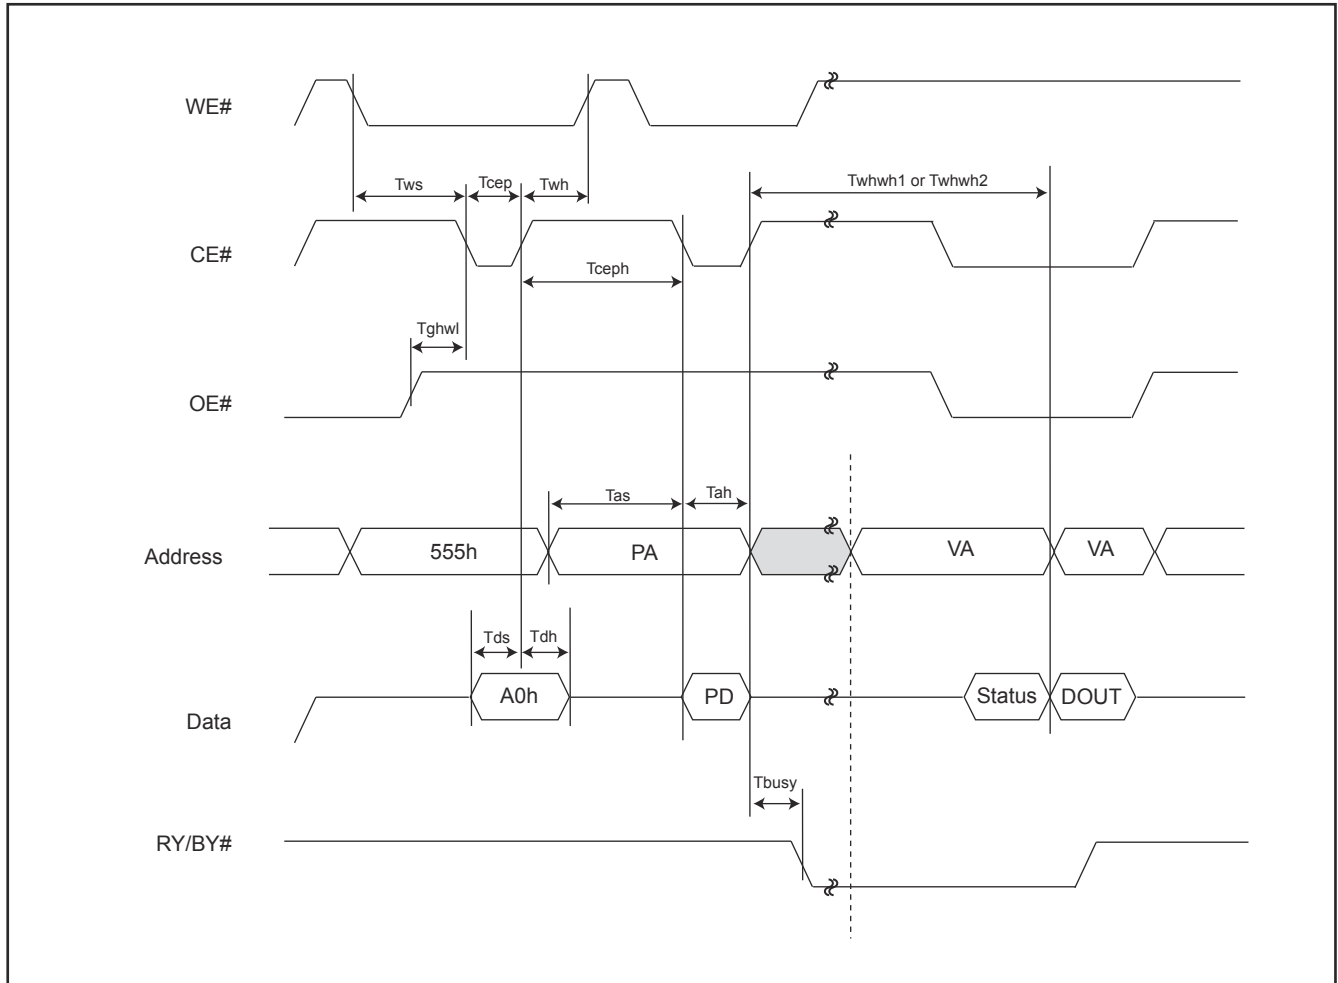 WE#
Tws Tcep Twh Twhwh1 or Twhwh2
CE#
Tceph
Tghwl
OE#
Tas Tah
Address 555h PA VA VA
Tds Tdh
A0h PD Status DOUT
Data
Tbusy
RY/BY#